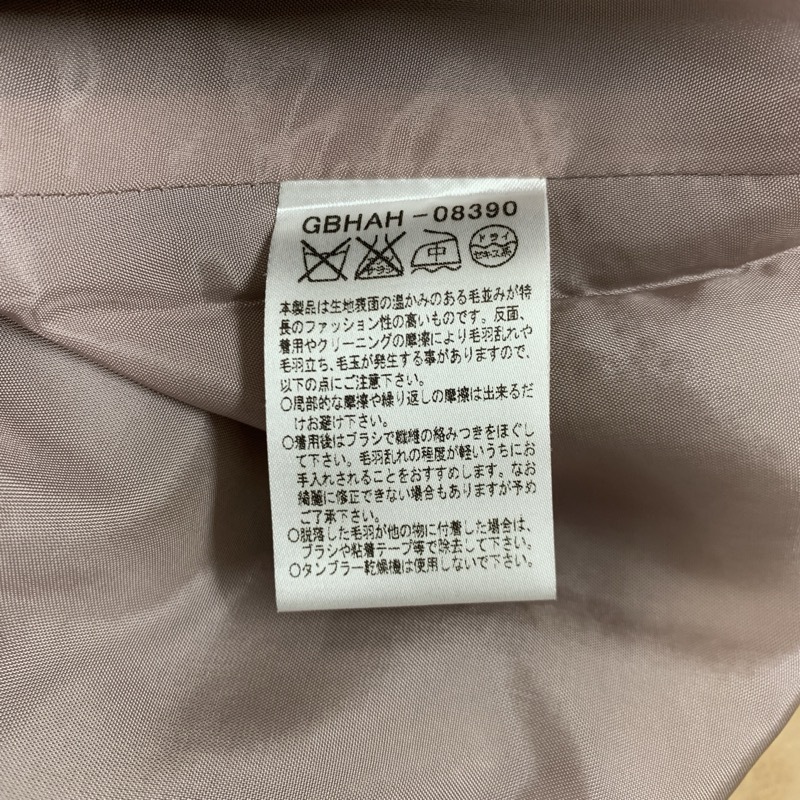 GBHAH-08390
エンソ
サラシ
中
ドライ
セキユ系
本製品は生地表面の温かみのある毛並みが特
長のファッション性の高いものです。反面、
着用やクリーニングの摩擦により毛羽乱れや
毛羽立ち、毛玉が発生する事がありますので、
以下の点にご注意下さい。
○局部的な摩擦や繰り返しの摩擦は出来るだ
けお避け下さい。
○着用後はブラシで繊維の絡みつきをほぐし
て下さい。毛羽乱れの程度が軽いうちにお
手入れされることをおすすめします。なお
綺麗に修正できない場合もありますが予め
ご了承下さい。
○脱落した毛羽が他の物に付着した場合は、
ブラシや粘着テープ等で除去して下さい。
○タンブラー乾燥機は使用しないで下さい。